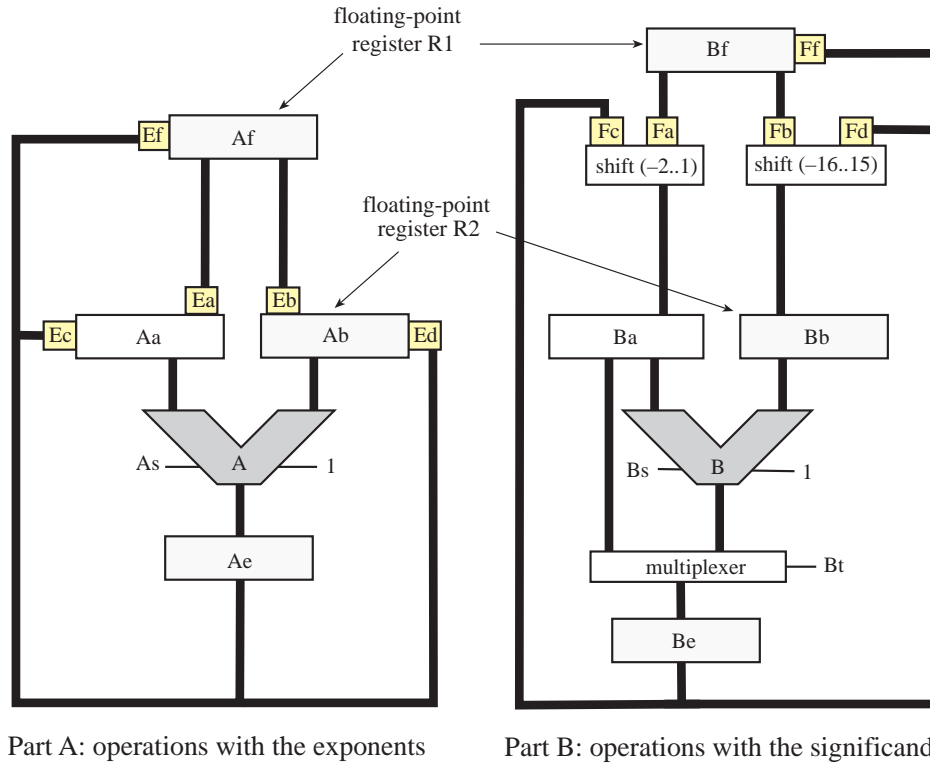 floating-point
register R1
Ef
Af
Bf
Ff
Fc
Fa
Fb
Fd
shift (–2..1)
shift (–16..15)
floating-point
register R2
Ea
Eb
Ec
Aa
Ab
Ed
Ba
Bb
As
A
1
Bs
B
1
Ae
multiplexer
Bt
Be
Part A: operations with the exponents
Part B: operations with the significand